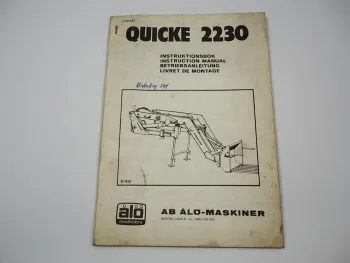 QUICKE 2230
INSTRUKTIONSBOK
INSTRUCTION MANUAL
BETRIEBSANLEITUNG
LIVRET DE MONTAGE
ålö
AB ÅLÖ-MASKINER